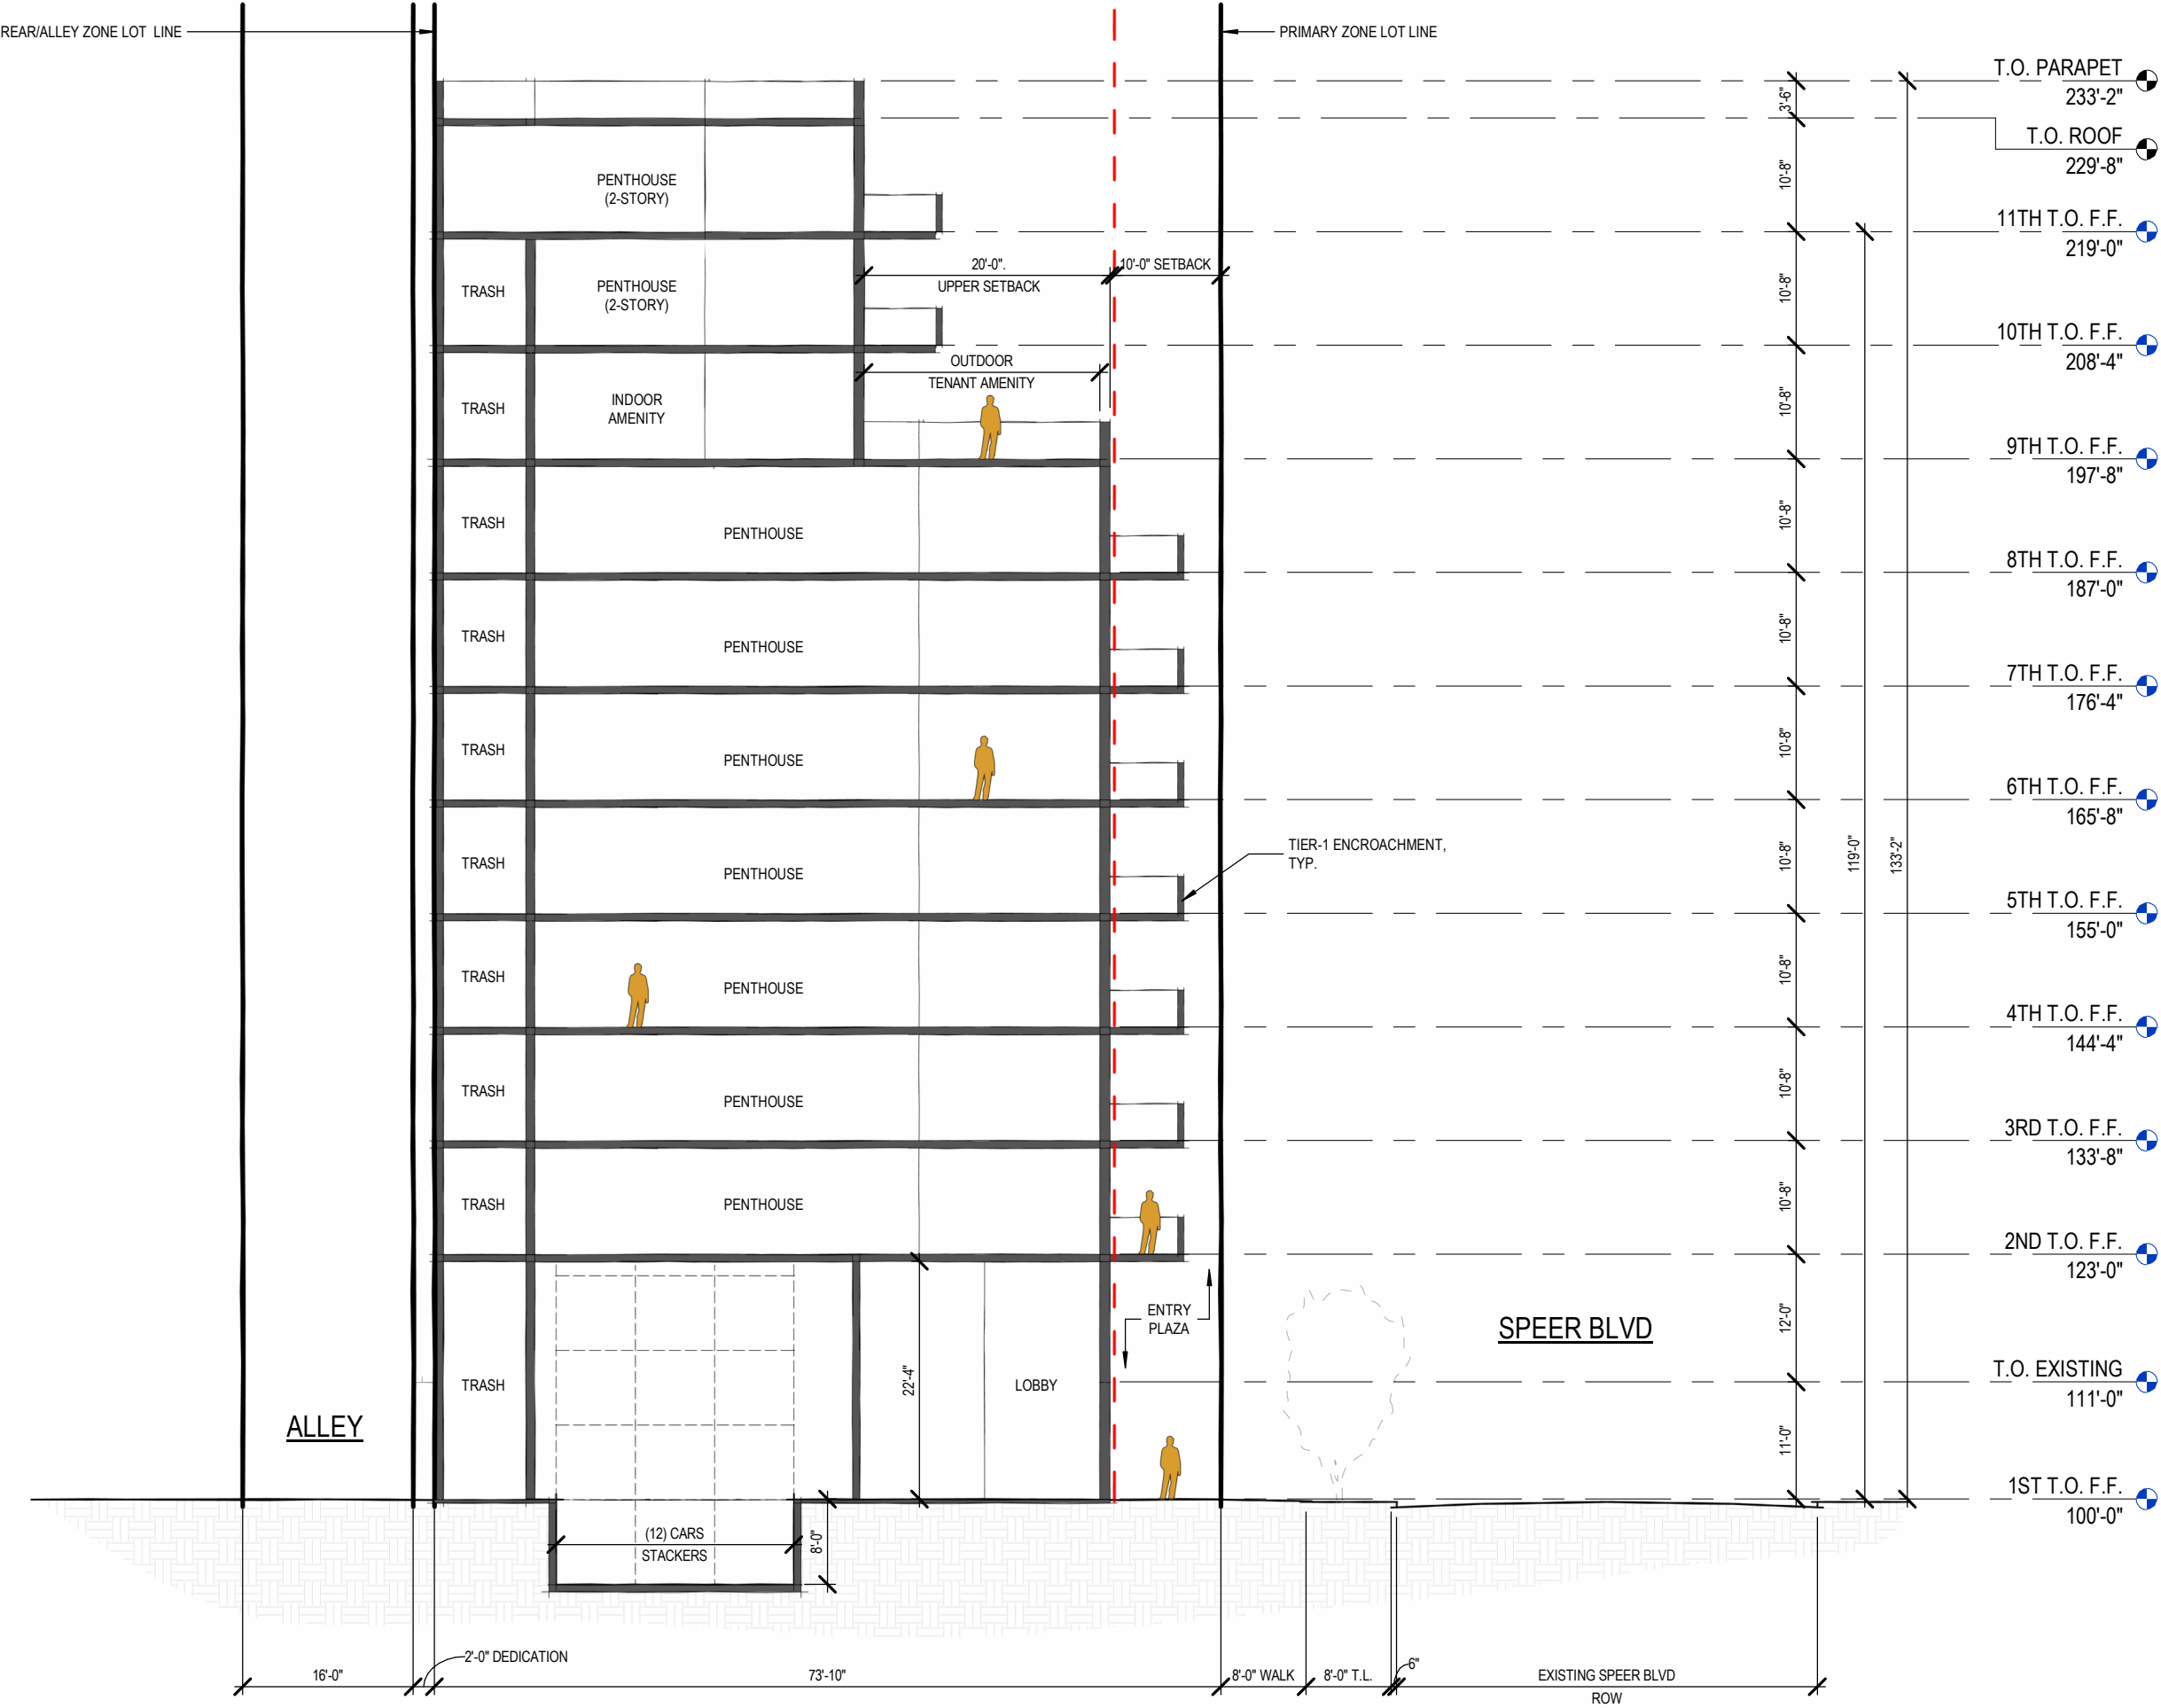 REAR/ALLEY ZONE LOT LINE
PRIMARY ZONE LOT LINE
T.O. PARAPET
233'-2"
3'-6"
T.O. ROOF
229'-8"
PENTHOUSE
(2-STORY)
10'-8"
11TH T.O. F.F.
219'-0"
20'-0".
UPPER SETBACK
10'-0" SETBACK
TRASH
PENTHOUSE
(2-STORY)
10'-8"
10TH T.O. F.F.
208'-4"
OUTDOOR
TENANT AMENITY
TRASH
INDOOR
AMENITY
10'-8"
9TH T.O. F.F.
197'-8"
TRASH
PENTHOUSE
10'-8"
8TH T.O. F.F.
187'-0"
TRASH
PENTHOUSE
10'-8"
7TH T.O. F.F.
176'-4"
TRASH
PENTHOUSE
10'-8"
6TH T.O. F.F.
165'-8"
TIER-1 ENCROACHMENT,
TYP.
TRASH
PENTHOUSE
10'-8"
119'-0"
133'-2"
5TH T.O. F.F.
155'-0"
TRASH
PENTHOUSE
10'-8"
4TH T.O. F.F.
144'-4"
TRASH
PENTHOUSE
10'-8"
3RD T.O. F.F.
133'-8"
TRASH
PENTHOUSE
10'-8"
2ND T.O. F.F.
123'-0"
ENTRY
PLAZA
SPEER BLVD
12'-0"
T.O. EXISTING
111'-0"
TRASH
22'-4"
LOBBY
ALLEY
11'-0"
1ST T.O. F.F.
100'-0"
(12) CARS
STACKERS
8'-0"
2'-0" DEDICATION
16'-0"
73'-10"
8'-0" WALK
8'-0" T.L.
6"
EXISTING SPEER BLVD
ROW